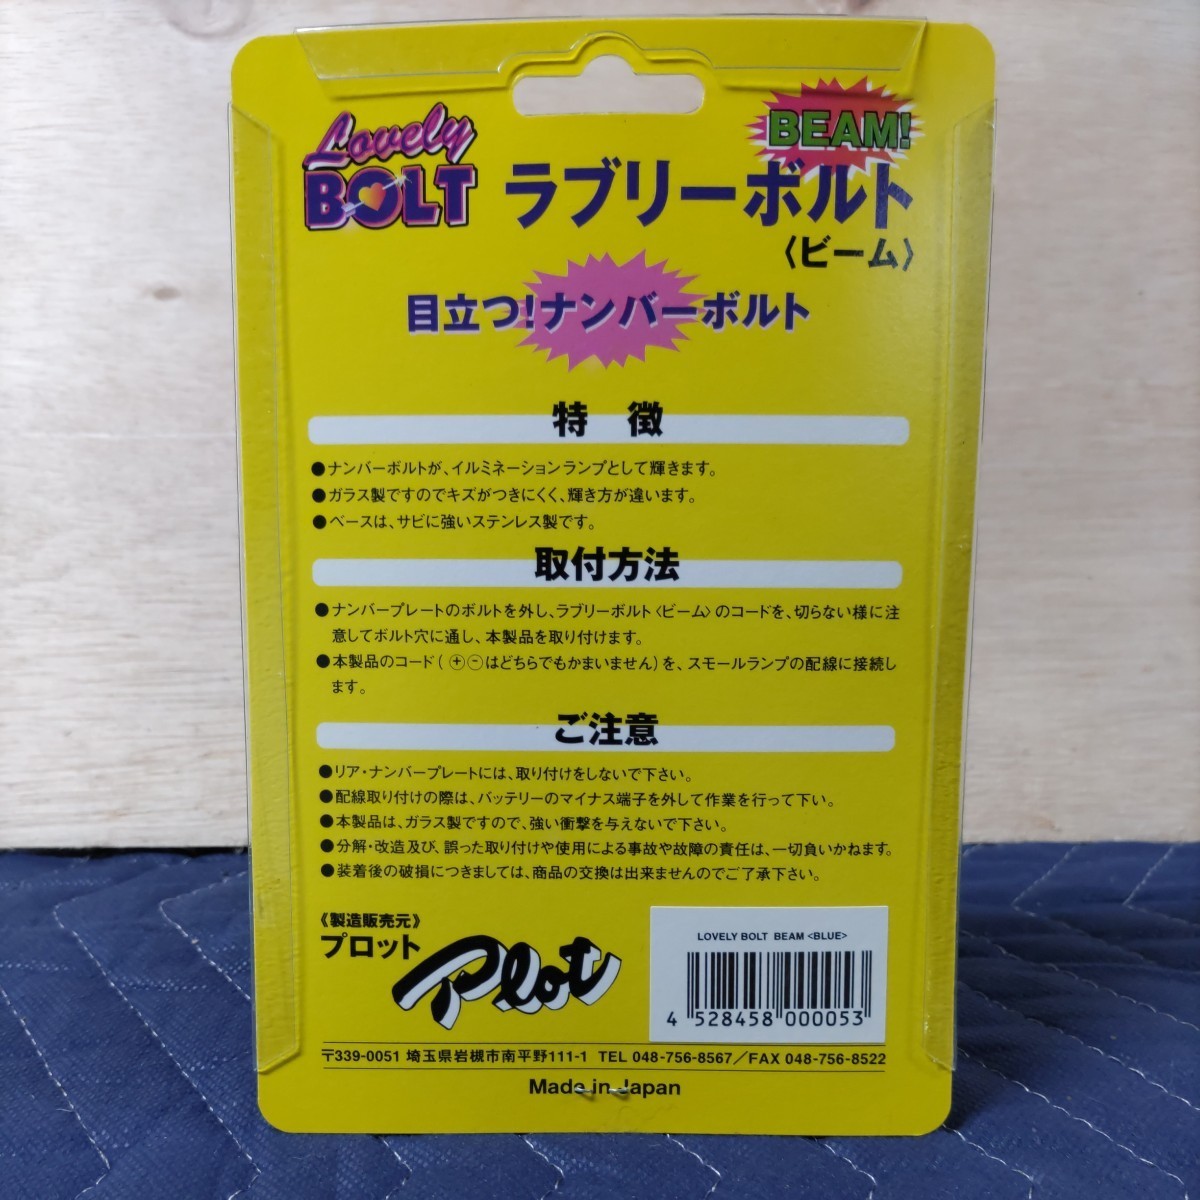 Lovely
BOLT
BEAM!
ラブリーボルト
〈ビーム〉
目立つ!ナンバーボルト
特 徴
●ナンバーボルトが、イルミネーションランプとして輝きます。
●ガラス製ですのでキズがつきにくく、輝き方が違います。
●ベースは、サビに強いステンレス製です。
取付方法
●ナンバープレートのボルトを外し、ラブリーボルト〈ビーム〉のコードを、切らない様に注
意してボルト穴に通し、本製品を取り付けます。
●本製品のコード(⊕⊖はどちらでもかまいません)を、スモールランプの配線に接続し
ます。
ご注意
●リア・ナンバープレートには、取り付けをしないで下さい。
●配線取り付けの際は、バッテリーのマイナス端子を外して作業を行って下い。
●本製品は、ガラス製ですので、強い衝撃を与えないで下さい。
●分解・改造及び、誤った取り付けや使用による事故や故障の責任は、一切負いかねます。
●装着後の破損につきましては、商品の交換は出来ませんのでご了承下さい。
《製造販売元》
プロット
Plot
LOVELY BOLT BEAM <BLUE>
4 528458 000053
〒339-0051 埼玉県岩槻市南平野111-1 TEL 048-756-8567/FAX 048-756-8522
Made in Japan